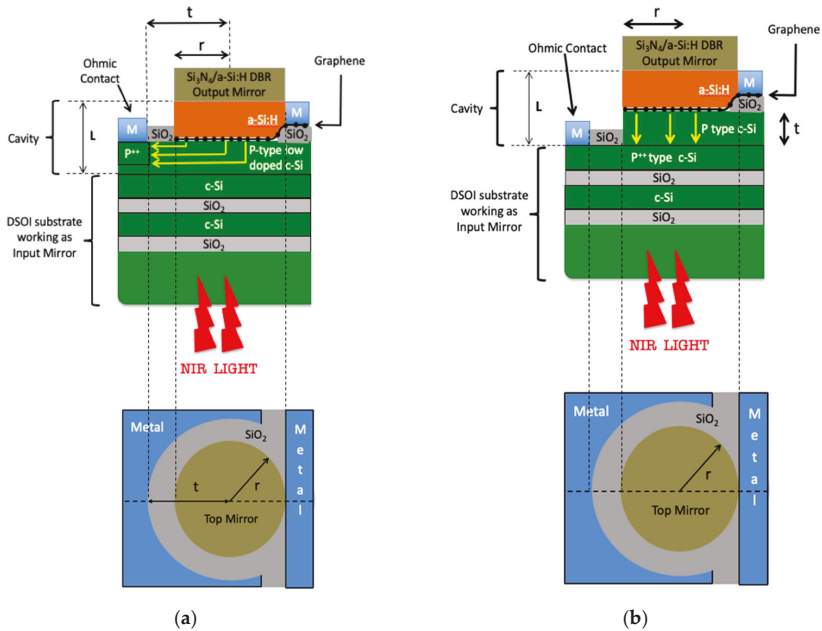 t
r
Ohmic
Contact
Si3N4/a-Si:H DBR
Output Mirror
Graphene
Cavity
L
a-Si:H
M
M
SiO2
SiO2
P++
P-type low
doped c-Si
c-Si
SiO2
c-Si
SiO2
DSOI substrate
working as
Input Mirror
NIR LIGHT
Metal
SiO2
t
r
Top Mirror
M
e
t
a
l
(a)
r
Ohmic
Contact
Si3N4/a-Si:H DBR
Output Mirror
Graphene
Cavity
L
a-Si:H
M
M
SiO2
SiO2
P type c-Si
t
P++ type c-Si
SiO2
c-Si
SiO2
DSOI substrate
working as
Input Mirror
NIR LIGHT
Metal
SiO2
r
Top Mirror
M
e
t
a
l
(b)